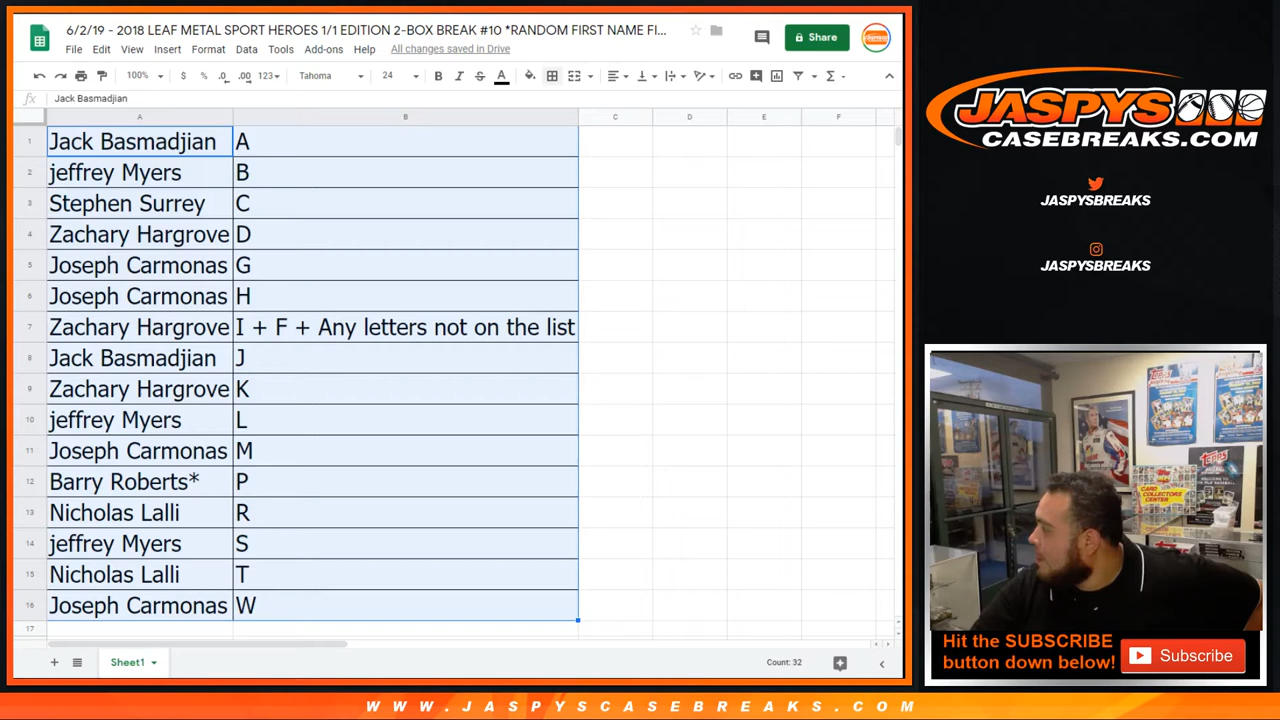 6/2/19 - 2018 LEAF METAL SPORT HEROES 1/1 EDITION 2-BOX BREAK #10 *RANDOM FIRST NAME FI...
File Edit View Insert Format Data Tools Add-ons Help All changes saved in Drive
Share
100% $ % .0 .00 123 Tahoma 24 B I S A
fx Jack Basmadjian
A B C D E F
1 Jack Basmadjian A
2 jeffrey Myers B
3 Stephen Surrey C
4 Zachary Hargrove D
5 Joseph Carmonas G
6 Joseph Carmonas H
7 Zachary Hargrove I + F + Any letters not on the list
8 Jack Basmadjian J
9 Zachary Hargrove K
10 jeffrey Myers L
11 Joseph Carmonas M
12 Barry Roberts* P
13 Nicholas Lalli R
14 jeffrey Myers S
15 Nicholas Lalli T
16 Joseph Carmonas W
17
Sheet1
Count: 32
JASPYS
CASEBREAKS.COM
JASPYSBREAKS
JASPYSBREAKS
TOPPS
CARD
COLLECTORS
CENTER
Hit the SUBSCRIBE
button down below!
Subscribe
WWW.JASPYSCASEBREAKS.COM